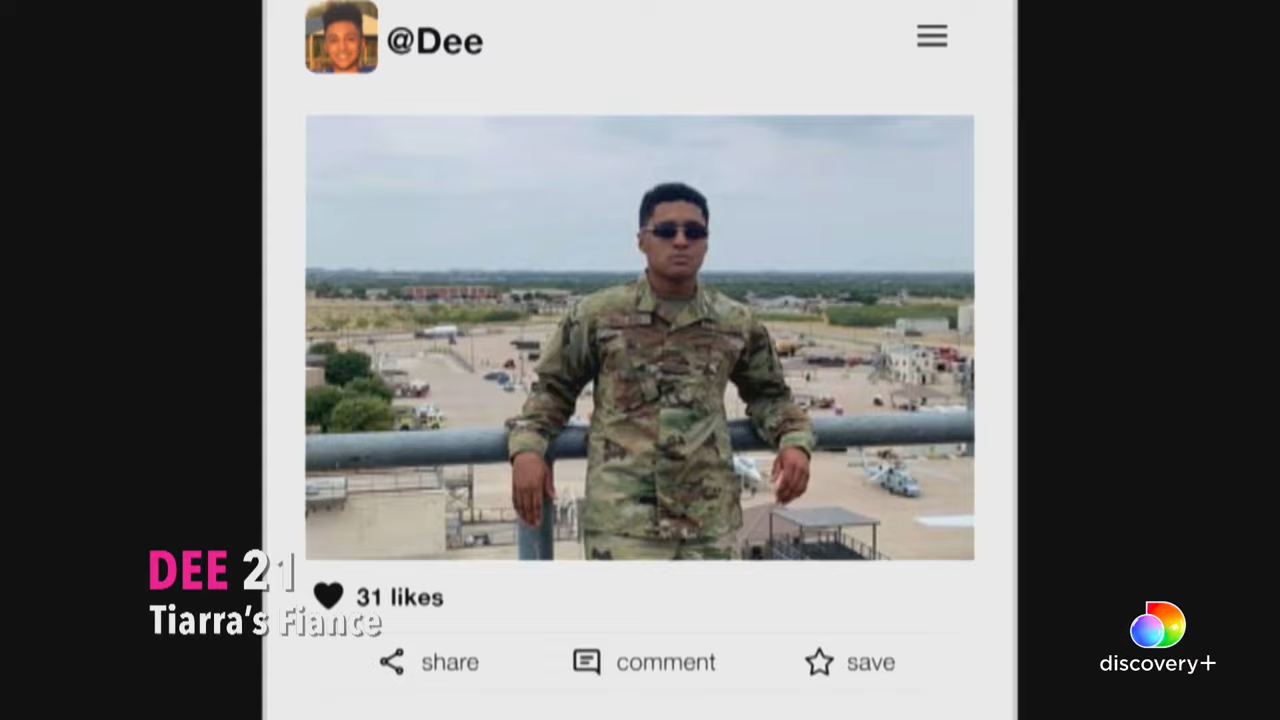 @Dee
DEE 21
31 likes
Tiarra's Fiance
share comment save
discovery+